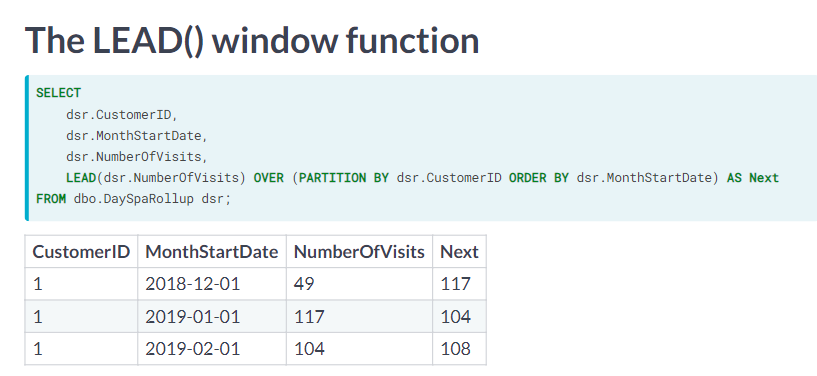 The LEAD() window function
SELECT
dsr.CustomerID,
dsr.MonthStartDate,
dsr.NumberOfVisits,
LEAD(dsr.NumberOfVisits) OVER (PARTITION BY dsr.CustomerID ORDER BY dsr.MonthStartDate) AS Next
FROM dbo.DaySpaRollup dsr;
CustomerID MonthStartDate NumberOfVisits Next
1 2018-12-01 49 117
1 2019-01-01 117 104
1 2019-02-01 104 108